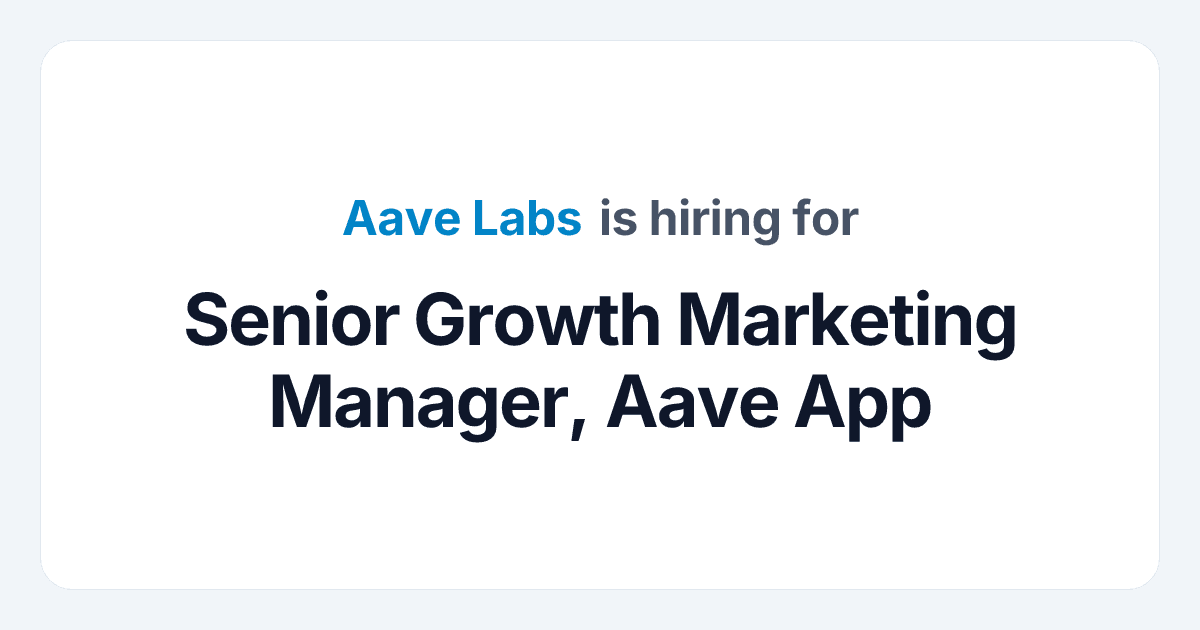 Aave Labs is hiring for
Senior Growth Marketing
Manager, Aave App